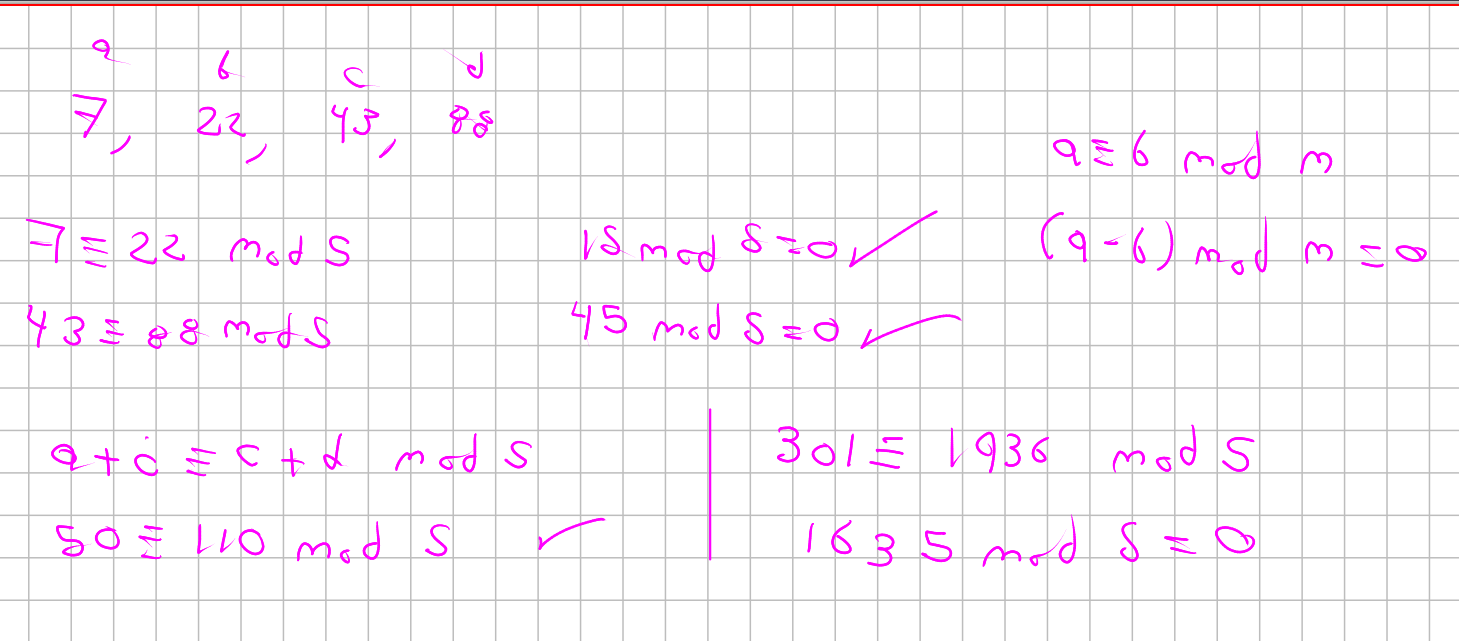 a b c d
7, 22, 43, 88
a ≡ b mod m
7 ≡ 22 mod 5 15 mod 5 = 0 ✓ (a - b) mod m = 0
43 ≡ 88 mod 5 45 mod 5 = 0 ✓
a + c ≡ c + d mod 5 | 301 ≡ 1936 mod 5
50 ≡ 110 mod 5 ✓ | 1635 mod 5 = 0